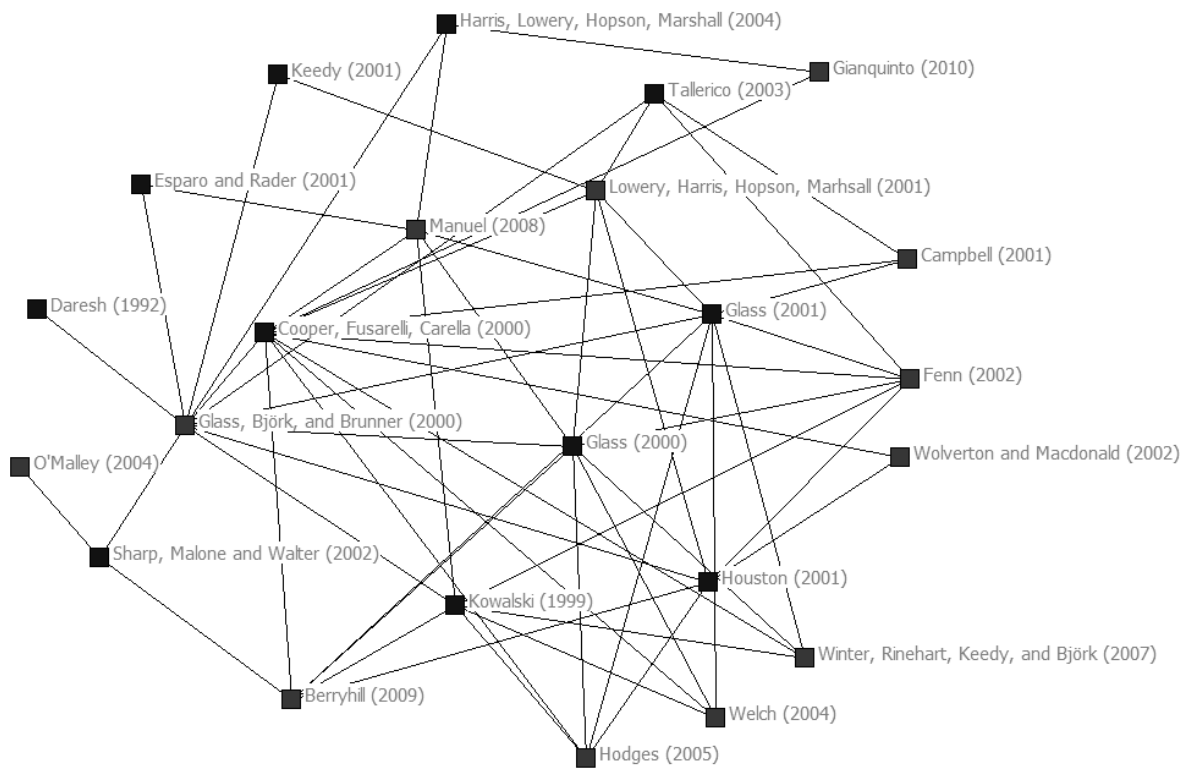 Harris, Lowery, Hopson, Marshall (2004)
Keedy (2001)
Gianquinto (2010)
Tallerico (2003)
Esparo and Rader (2001)
Lowery, Harris, Hopson, Marhsall (2001)
Manuel (2008)
Campbell (2001)
Daresh (1992)
Glass (2001)
Cooper, Fusarelli, Carella (2000)
Fenn (2002)
Glass, Björk, and Brunner (2000)
Glass (2000)
Wolverton and Macdonald (2002)
O'Malley (2004)
Sharp, Malone and Walter (2002)
Houston (2001)
Kowalski (1999)
Winter, Rinehart, Keedy, and Björk (2007)
Berryhill (2009)
Welch (2004)
Hodges (2005)